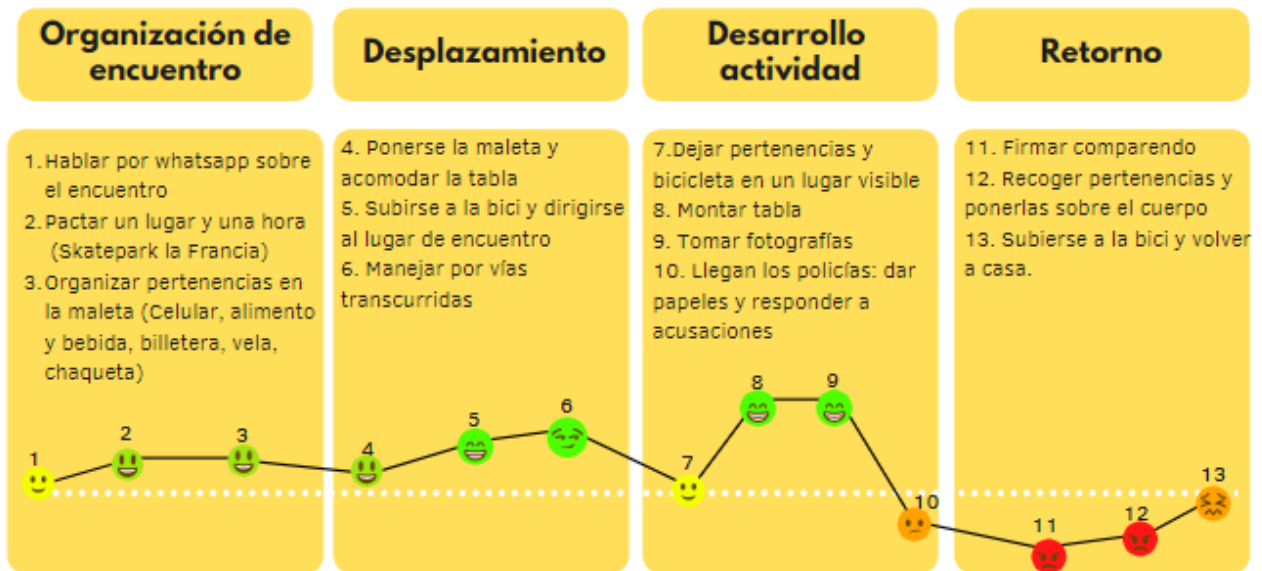 Organización de
encuentro
Desplazamiento
Desarrollo
actividad
Retorno
1. Hablar por whatsapp sobre
el encuentro
2. Pactar un lugar y una hora
(Skatepark la Francia)
3. Organizar pertenencias en
la maleta (Celular, alimento
y bebida, billetera, vela,
chaqueta)
4. Ponerse la maleta y
acomodar la tabla
5. Subirse a la bici y dirigirse
al lugar de encuentro
6. Manejar por vías
transcurridas
7.Dejar pertenencias y
bicicleta en un lugar visible
8. Montar tabla
9. Tomar fotografías
10. Llegan los policías: dar
papeles y responder a
acusaciones
11. Firmar comparendo
12. Recoger pertenencias y
ponerlas sobre el cuerpo
13. Subierse a la bici y volver
a casa.
1
2
3
4
5
6
7
8
9
10
11
12
13